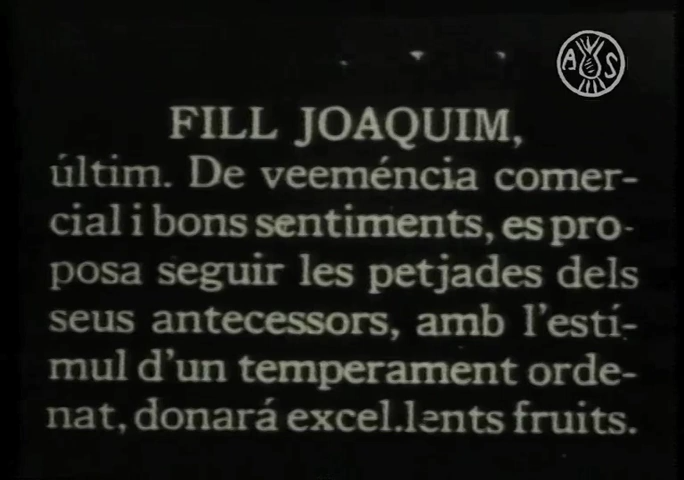 A S
FILL JOAQUIM,
últim. De veeméncia comer-
cial i bons sentiments, es pro-
posa seguir les petjades dels
seus antecessors, amb l'estí-
mul d'un temperament orde-
nat, donará excel.lents fruits.